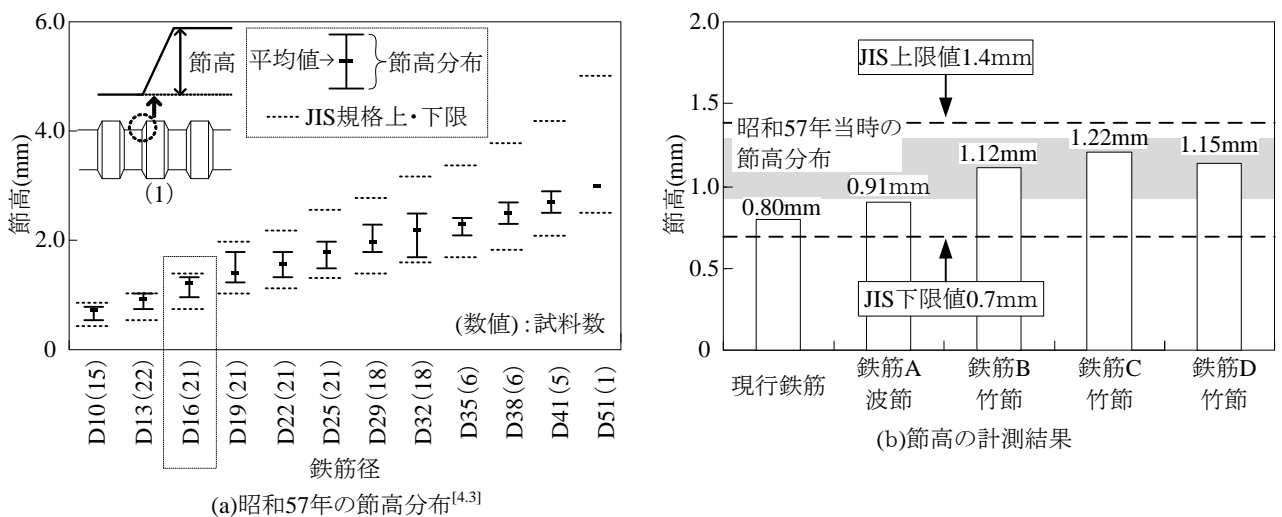 6.0
4.0
2.0
0
節高(mm)
節高
(1)
平均値→
節高分布
JIS規格上・下限
(数値)：試料数
D10(15)
D13(22)
D16(21)
D19(21)
D22(21)
D25(21)
D29(18)
D32(18)
D35(6)
D38(6)
D41(5)
D51(1)
鉄筋径
(a)昭和57年の節高分布[4.3]
2.0
1.5
1.0
0.5
0
節高(mm)
JIS上限値1.4mm
昭和57年当時の
節高分布
0.80mm
0.91mm
1.12mm
1.22mm
1.15mm
JIS下限値0.7mm
現行鉄筋
鉄筋A
波節
鉄筋B
竹節
鉄筋C
竹節
鉄筋D
竹節
(b)節高の計測結果